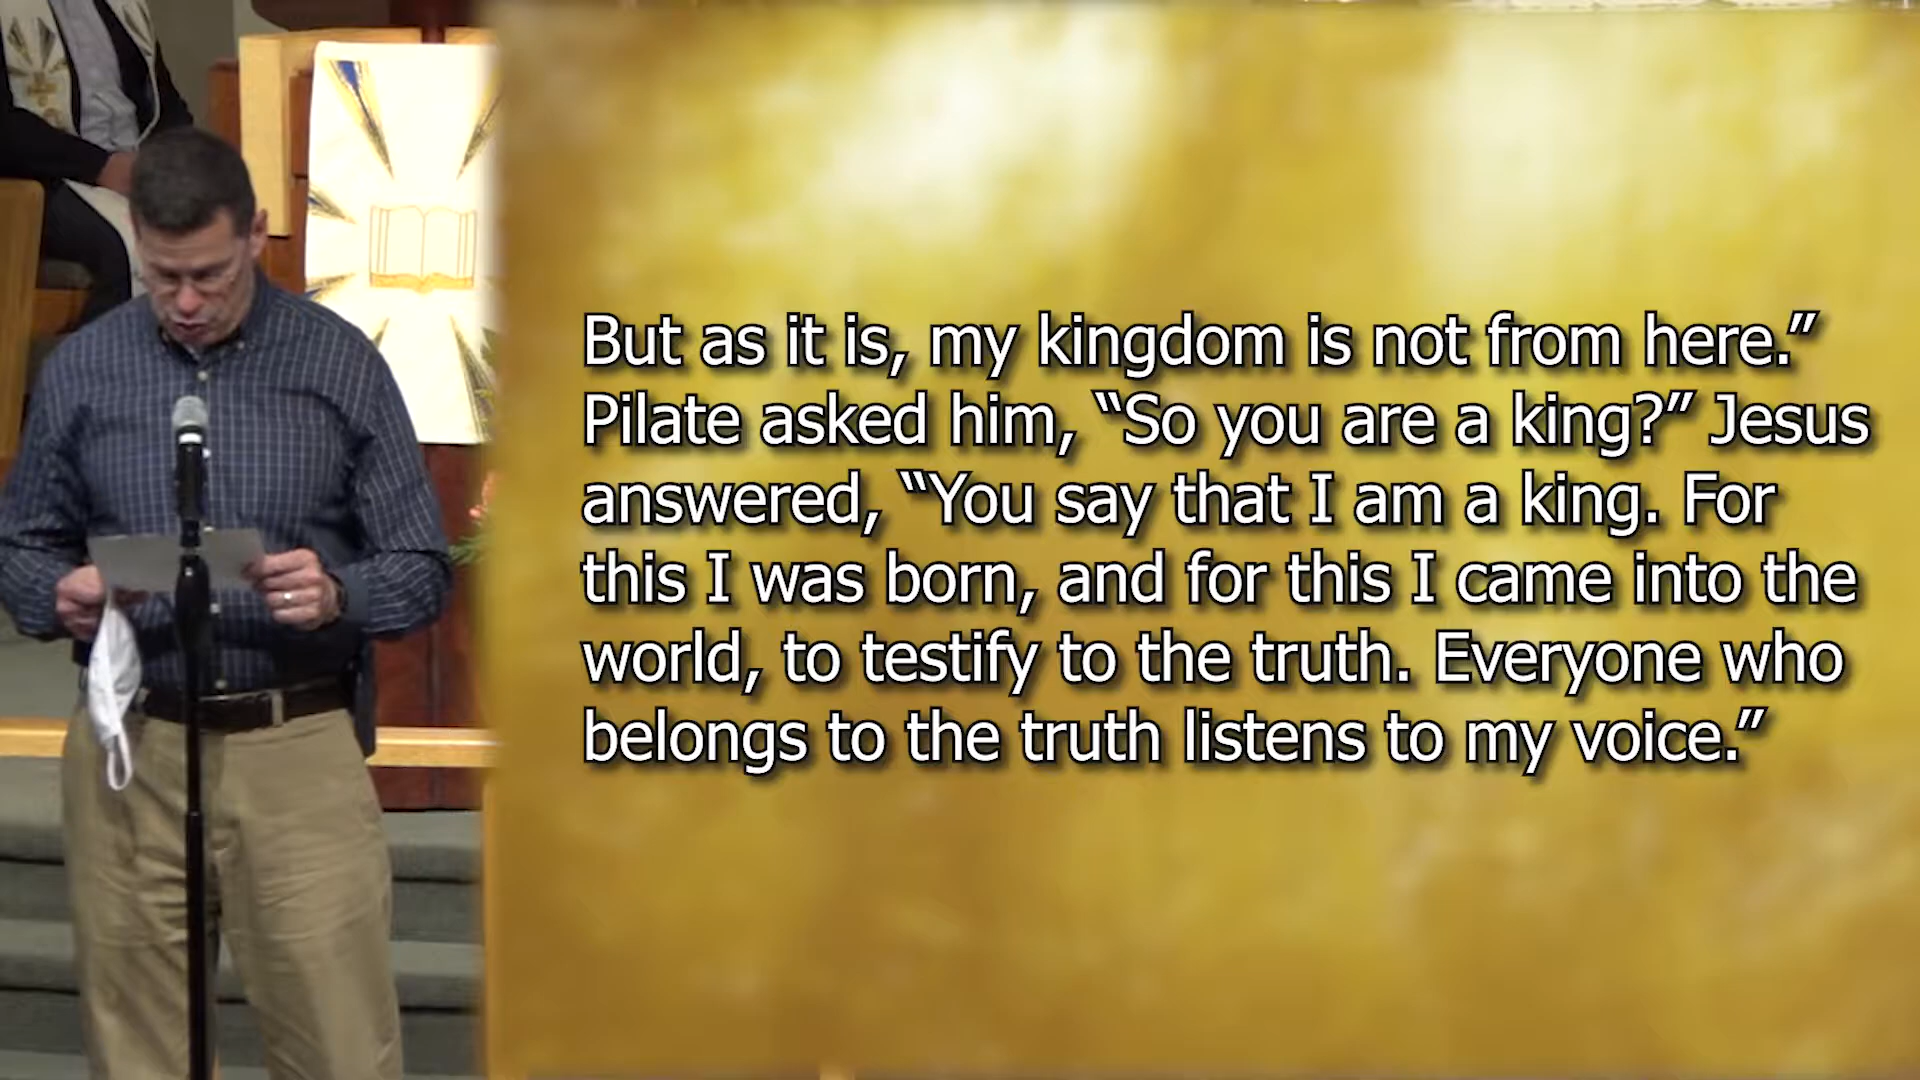 But as it is, my kingdom is not from here.”
Pilate asked him, “So you are a king?” Jesus
answered, “You say that I am a king. For
this I was born, and for this I came into the
world, to testify to the truth. Everyone who
belongs to the truth listens to my voice.”